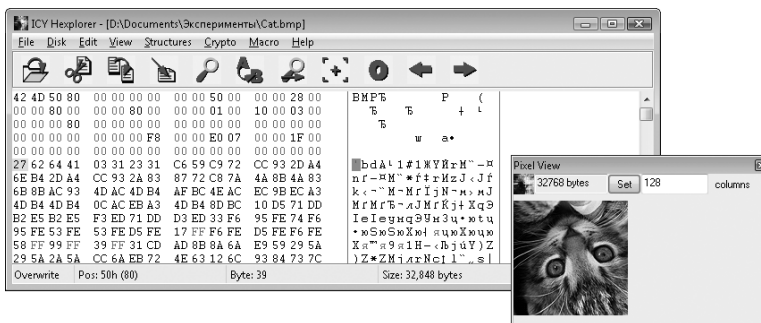 ICY Hexplorer - [D:\Documents\Эксперименты\Cat.bmp]
File Disk Edit View Structures Crypto Macro Help
42 4D 50 80 00 00 00 00 00 00 50 00 00 00 28 00 BMPЂ P (
00 00 80 00 00 00 80 00 00 00 01 00 10 00 03 00 Ђ Ђ
00 00 00 80 00 00 00 00 00 00 00 00 00 00 00 00 Ђ
00 00 00 00 00 00 00 F8 00 00 E0 07 00 00 1F 00 ш а•
00 00 00 00 00 00 00 00 00 00 00 00 00 00 00 00
27 62 64 41 03 31 23 31 C6 59 C9 72 CC 93 2D A4
6E B4 2D A4 CC 93 2A 83 87 72 C8 7A 4A 8B 4A 83
6B 8B AC 93 4D AC 4D B4 AF BC 4E AC EC 9B EC A3
4D B4 4D B4 0C AC EB A3 4D B4 8D BC 10 D5 71 DD
B2 E5 B2 E5 F3 ED 71 DD D3 ED 33 F6 95 FE 74 F6
95 FE 53 FE 53 FE D5 FE 17 FF F6 FE D5 FE F6 FE
58 FF 99 FF 39 FF 31 CD AD 8B 8A 6A E9 59 29 5A
29 5A 2A 5A CC 6A EB 72 4E 63 12 6C 93 84 73 7C
Overwrite Pos: 50h (80) Byte: 39 Size: 32,848 bytes
Pixel View
32768 bytes Set 128 columns